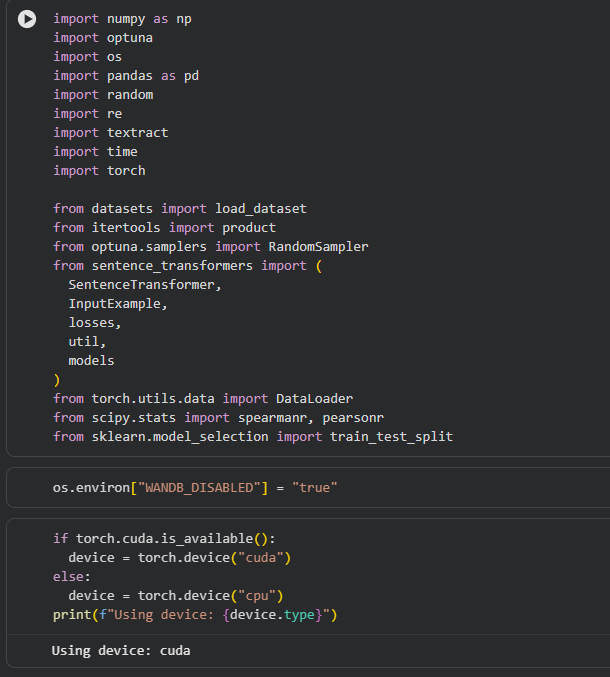 import numpy as np
import optuna
import os
import pandas as pd
import random
import re
import textract
import time
import torch

from datasets import load_dataset
from itertools import product
from optuna.samplers import RandomSampler
from sentence_transformers import (
  SentenceTransformer,
  InputExample,
  losses,
  util,
  models
)
from torch.utils.data import DataLoader
from scipy.stats import spearmanr, pearsonr
from sklearn.model_selection import train_test_split

os.environ["WANDB_DISABLED"] = "true"

if torch.cuda.is_available():
  device = torch.device("cuda")
else:
  device = torch.device("cpu")
print(f"Using device: {device.type}")

Using device: cuda